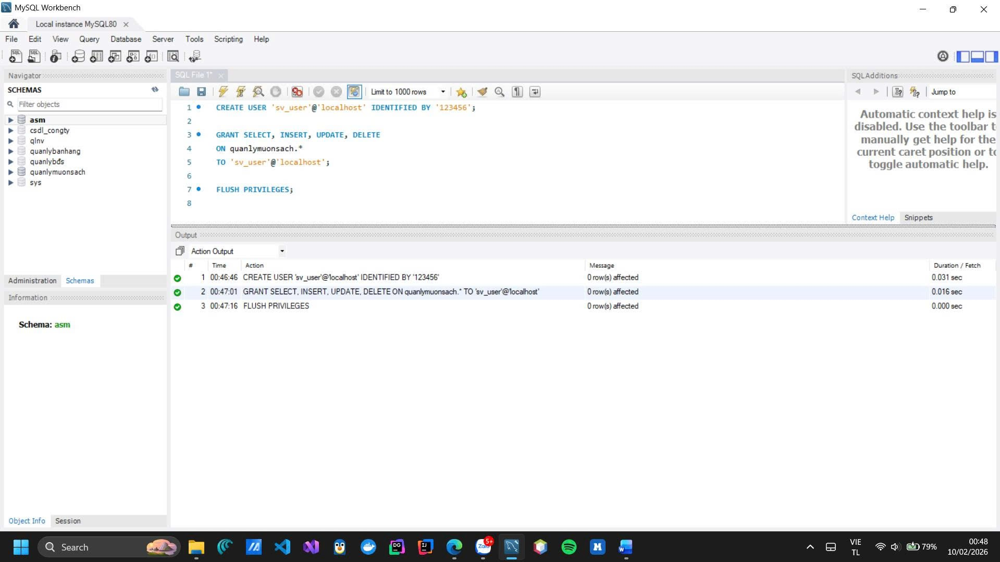 MySQL Workbench
Local instance MySQL80
File Edit View Query Database Server Tools Scripting Help
Navigator
SCHEMAS
Filter objects
asm
csdl_congty
qlnv
quanlybanhang
quanlybđs
quanlymuonsach
sys
Administration Schemas
Information
Schema: asm
Object Info Session
SQL File 1*
Limit to 1000 rows
1 CREATE USER 'sv_user'@'localhost' IDENTIFIED BY '123456';
2
3 GRANT SELECT, INSERT, UPDATE, DELETE
4 ON quanlymuonsach.*
5 TO 'sv_user'@'localhost';
6
7 FLUSH PRIVILEGES;
8
SQLAdditions
Jump to
Automatic context help is
disabled. Use the toolbar t
manually get help for the
current caret position or to
toggle automatic help.
Context Help Snippets
Output
Action Output
# Time Action Message Duration / Fetch
1 00:46:46 CREATE USER 'sv_user'@'localhost' IDENTIFIED BY '123456' 0 row(s) affected 0.031 sec
2 00:47:01 GRANT SELECT, INSERT, UPDATE, DELETE ON quanlymuonsach.* TO 'sv_user'@'localhost' 0 row(s) affected 0.016 sec
3 00:47:16 FLUSH PRIVILEGES 0 row(s) affected 0.000 sec
Search
DG
IJ
Zalo
5+
M
W
VIE
TL
79%
00:48
10/02/2026